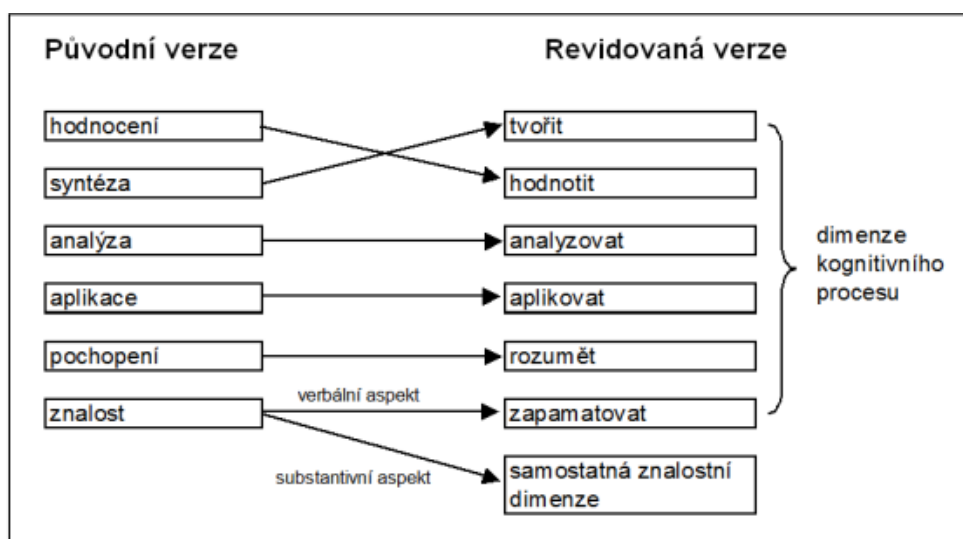 Původní verze
Revidovaná verze
hodnocení
tvořit
syntéza
hodnotit
analýza
analyzovat
aplikace
aplikovat
pochopení
rozumět
znalost
verbální aspekt
zapamatovat
substantivní aspekt
samostatná znalostní
dimenze
dimenze
kognitivního
procesu